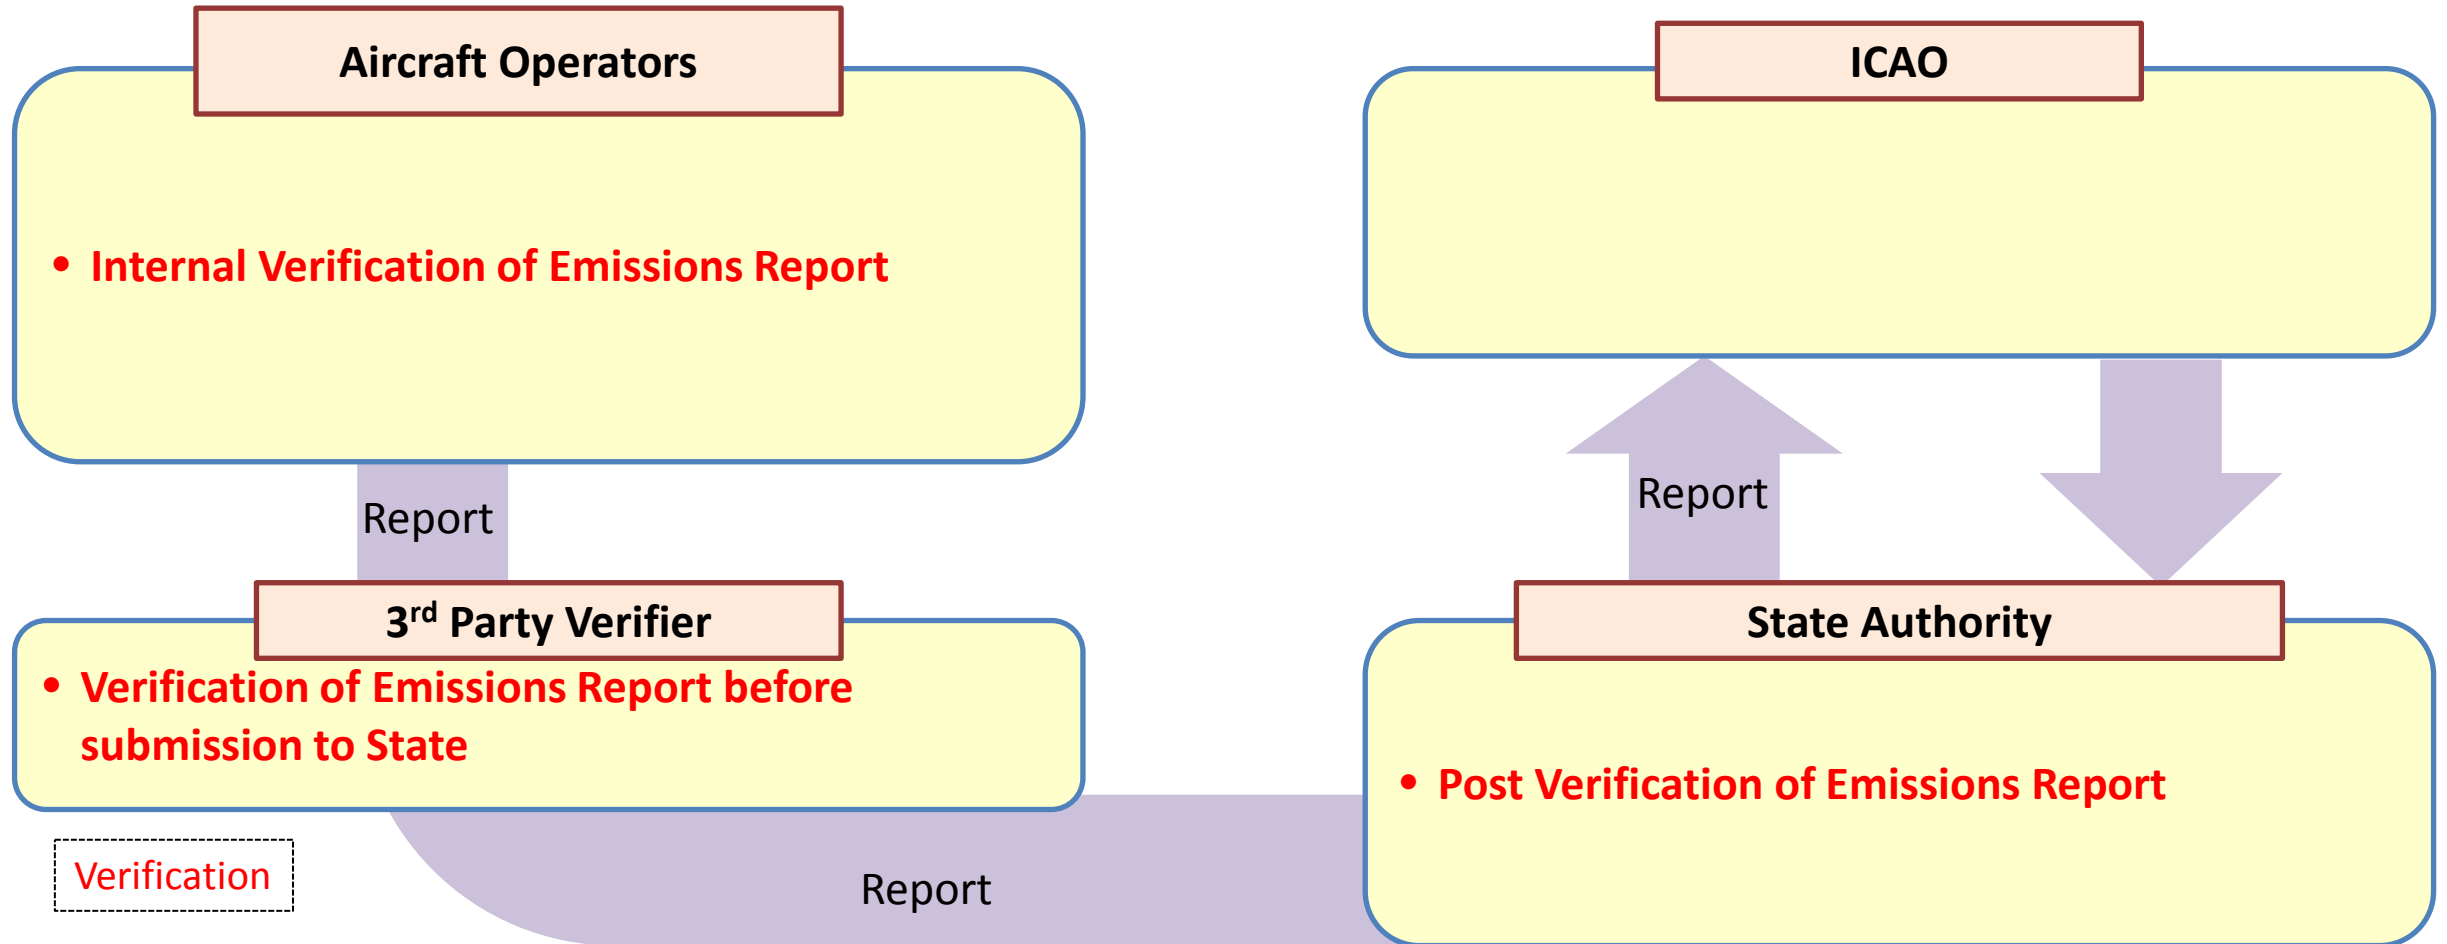 Aircraft Operators
• Internal Verification of Emissions Report
Report
3rd Party Verifier
• Verification of Emissions Report before
submission to State
Verification
Report
ICAO
Report
State Authority
• Post Verification of Emissions Report